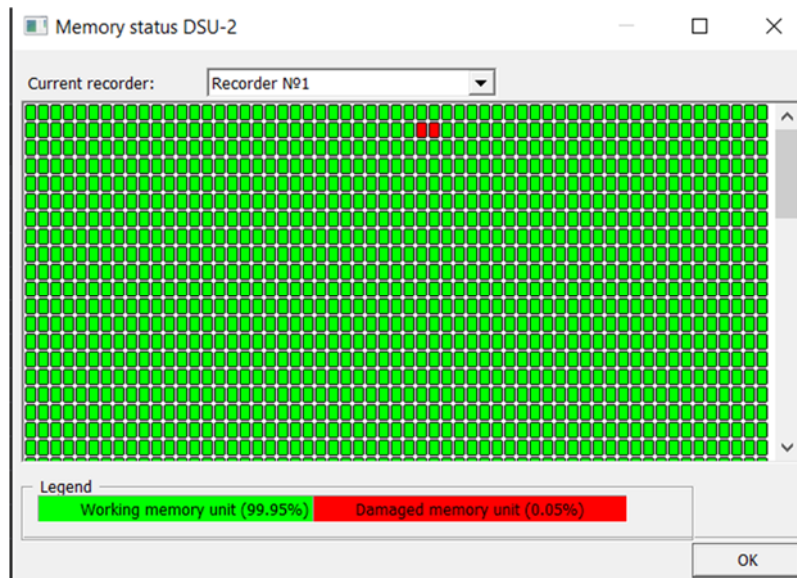 Memory status DSU-2
Current recorder: Recorder №1
Legend
Working memory unit (99.95%) Damaged memory unit (0.05%)
OK